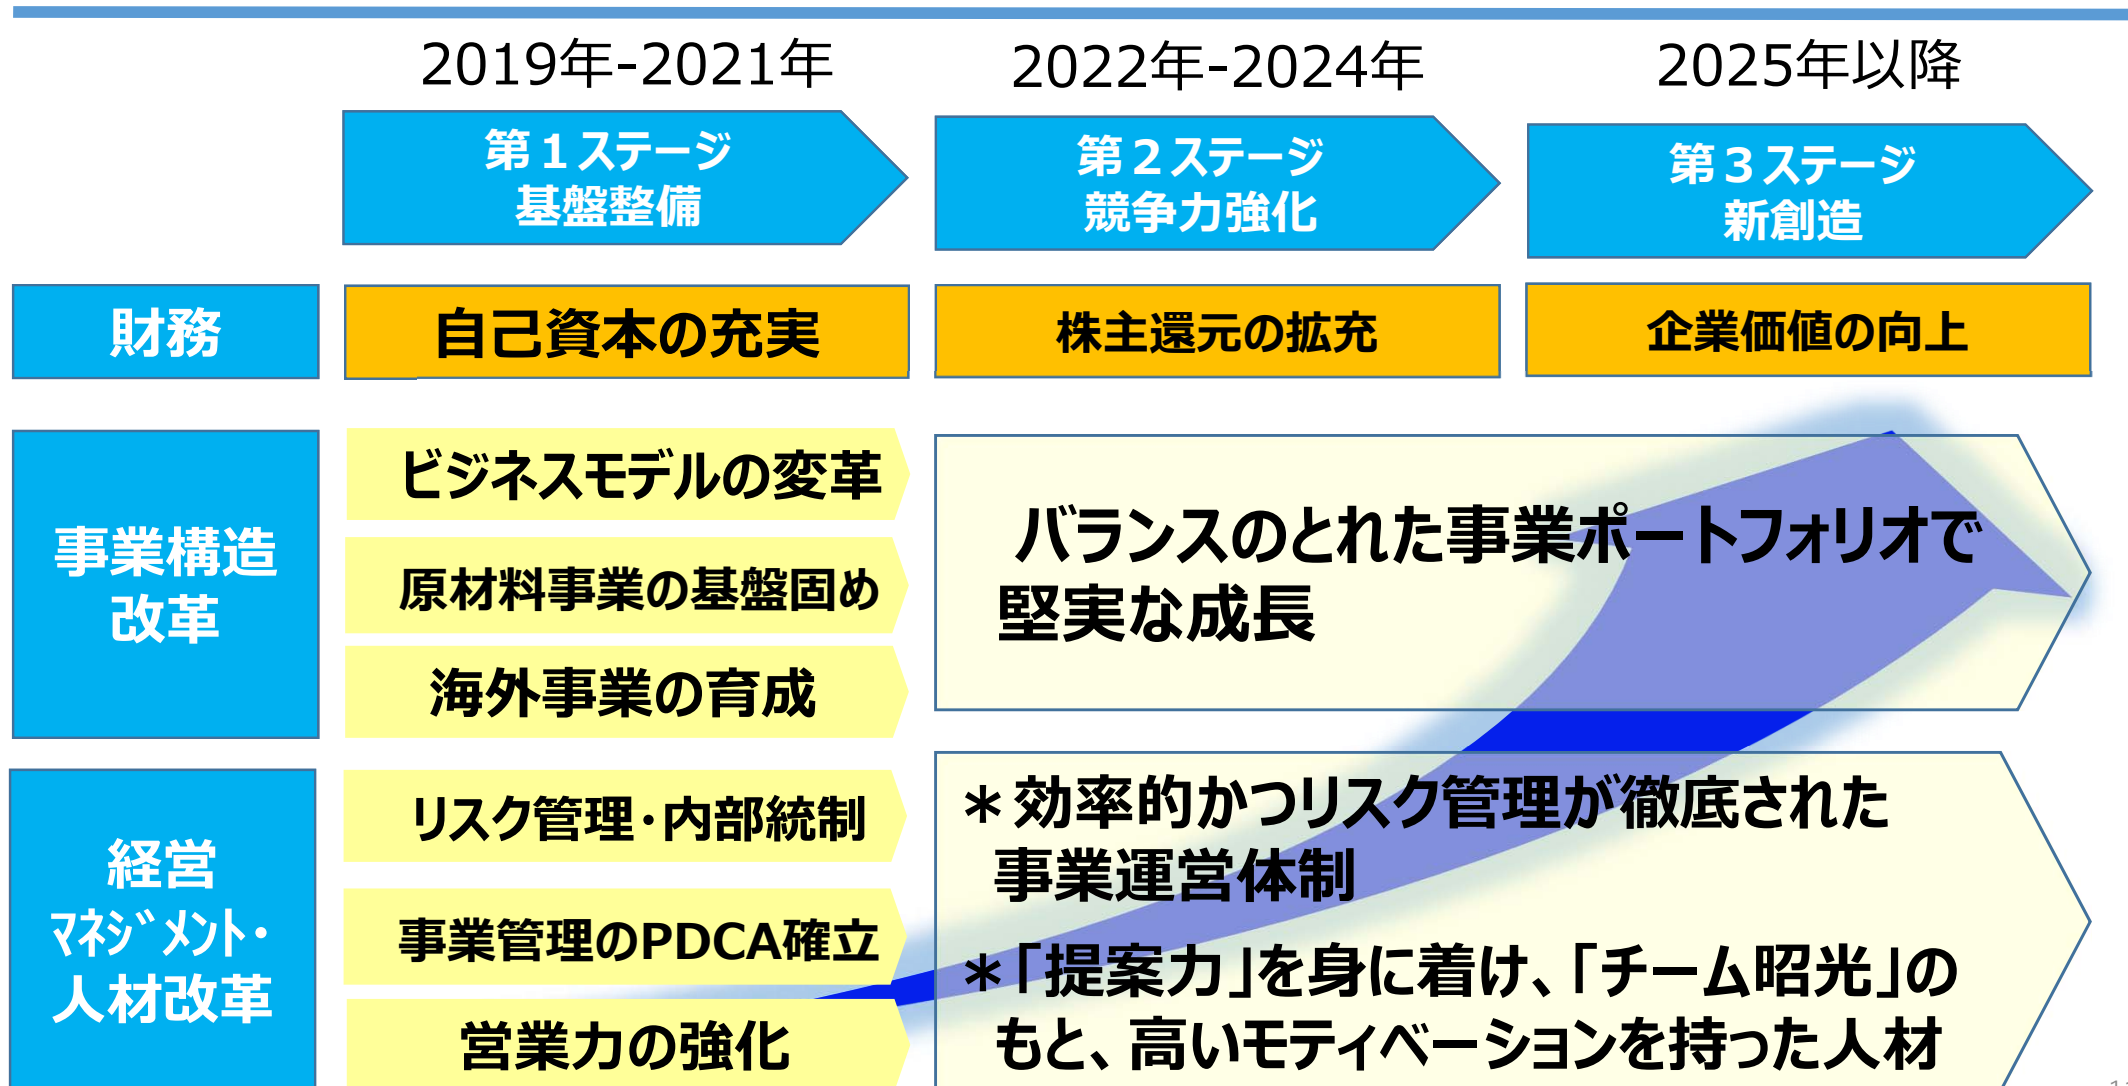 2019年-2021年
2022年-2024年
2025年以降
第１ステージ
基盤整備
第２ステージ
競争力強化
第３ステージ
新創造
財務
自己資本の充実
株主還元の拡充
企業価値の向上
事業構造
改革
ビジネスモデルの変革
原材料事業の基盤固め
海外事業の育成
バランスのとれた事業ポートフォリオで
堅実な成長
経営
ﾏﾈｼﾞﾒﾝﾄ・
人材改革
リスク管理・内部統制
事業管理のPDCA確立
営業力の強化
＊効率的かつリスク管理が徹底された
事業運営体制
＊「提案力」を身に着け、「チーム昭光」の
もと、高いモティベーションを持った人材